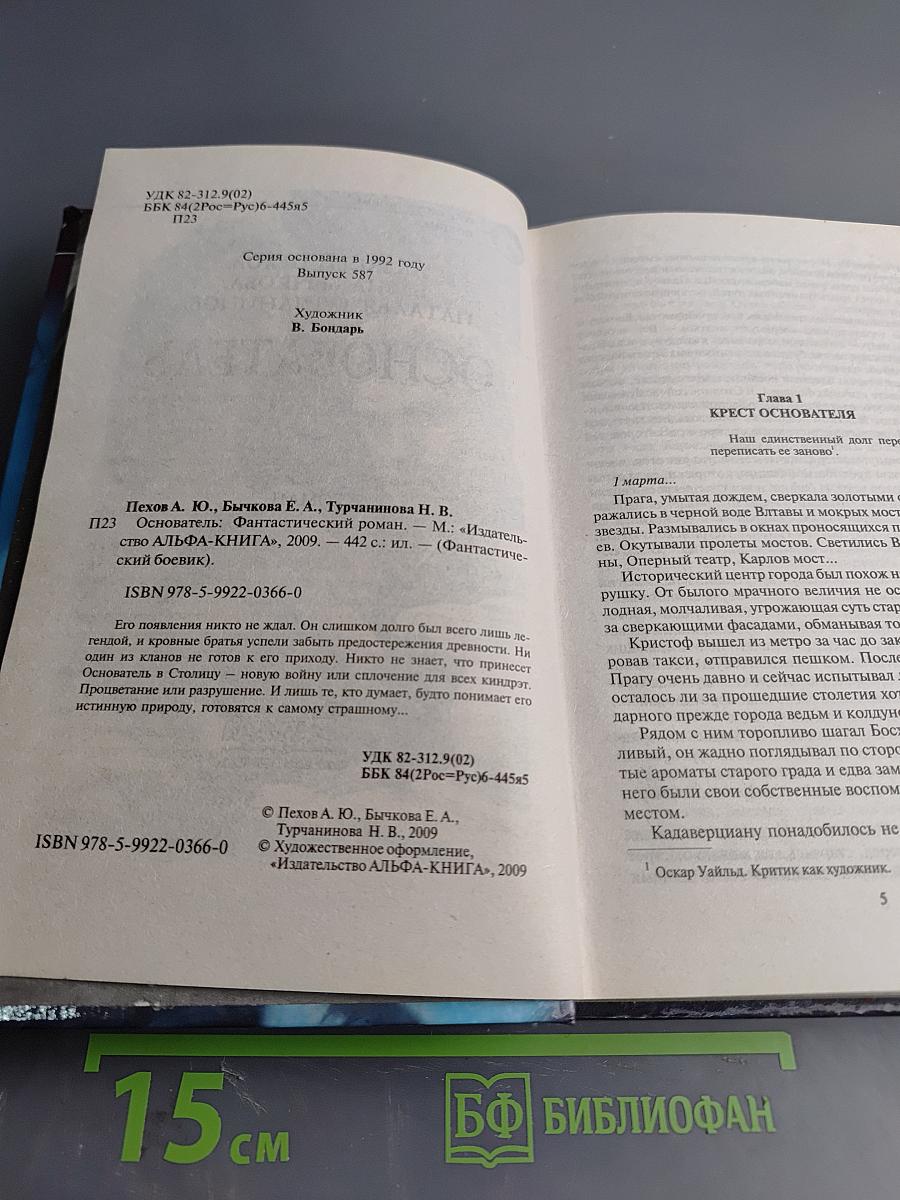 УДК 82-312.9(02)
ББК 84(2Рос=Рус)6-445я5
П23
Серия основана в 1992 году
Выпуск 587
Художник
В. Бондарь
Пехов А. Ю., Бычкова Е. А., Турчанинова Н. В.
П23 Основатель: Фантастический роман. — М.: «Издатель-
ство АЛЬФА-КНИГА», 2009. — 442 с.: ил. — (Фантастиче-
ский боевик).
ISBN 978-5-9922-0366-0
Его появления никто не ждал. Он слишком долго был всего лишь ле-
гендой, и кровные братья успели забыть предостережения древности. Ни
один из кланов не готов к его приходу. Никто не знает, что принесет
Основатель в Столицу — новую войну или сплочение для всех киндрэт.
Процветание или разрушение. И лишь те, кто думает, будто понимает его
истинную природу, готовятся к самому страшному...
УДК 82-312.9(02)
ББК 84(2Рос=Рус)6-445я5
© Пехов А. Ю., Бычкова Е. А.,
Турчанинова Н. В., 2009
ISBN 978-5-9922-0366-0
© Художественное оформление,
«Издательство АЛЬФА-КНИГА», 2009
Глава 1
КРЕСТ ОСНОВАТЕЛЯ
Наш единственный долг пере
переписать ее заново¹.
1 марта...
Прага, умытая дождем, сверкала золотыми
ражались в черной воде Влтавы и мокрых мост
звезды. Размывались в окнах проносящихся п
ев. Окутывали пролеты мостов. Светились В
ны, Оперный театр, Карлов мост...
Исторический центр города был похож н
рушку. От былого мрачного величия не ос
лодная, молчаливая, угрожающая суть стар
за сверкающими фасадами, обманывая то
Кристоф вышел из метро за час до зак
ровав такси, отправился пешком. После
Прагу очень давно и сейчас испытывал л
осталось ли за прошедшие столетия хот
дарного прежде города ведьм и колдун
Рядом с ним торопливо шагал Босх
ливый, он жадно поглядывал по сторо
тые ароматы старого града и едва зам
него были свои собственные воспом
местом.
Кадаверциану понадобилось не
¹ Оскар Уайльд. Критик как художник.
5
15 см
БФ БИБЛИОФАН